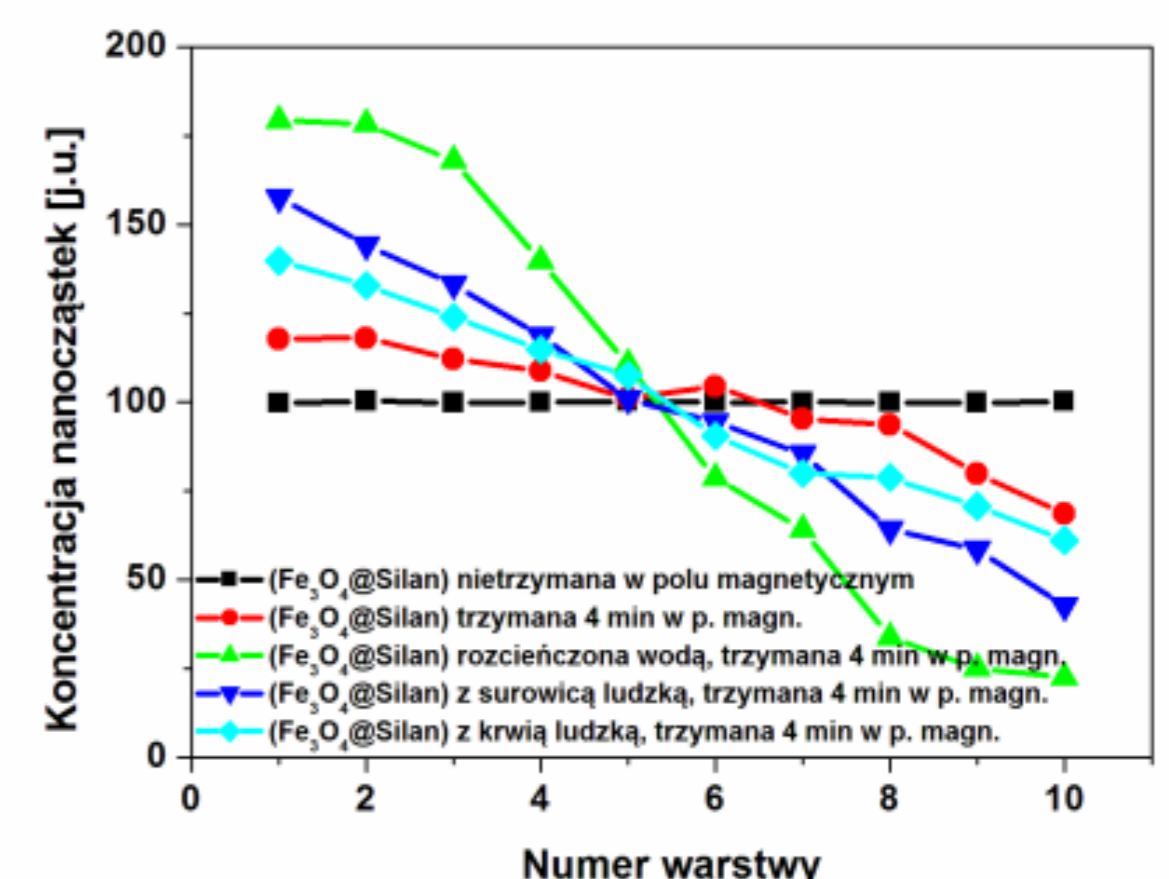 200
150
100
50
0
Koncentracja nanocząstek [j.u.]
(Fe₃O₄@Silan) nietrzymana w polu magnetycznym
(Fe₃O₄@Silan) trzymana 4 min w p. magn.
(Fe₃O₄@Silan) rozcieńczona wodą, trzymana 4 min w p. magn.
(Fe₃O₄@Silan) z surowicą ludzką, trzymana 4 min w p. magn.
(Fe₃O₄@Silan) z krwią ludzką, trzymana 4 min w p. magn.
0 2 4 6 8 10
Numer warstwy